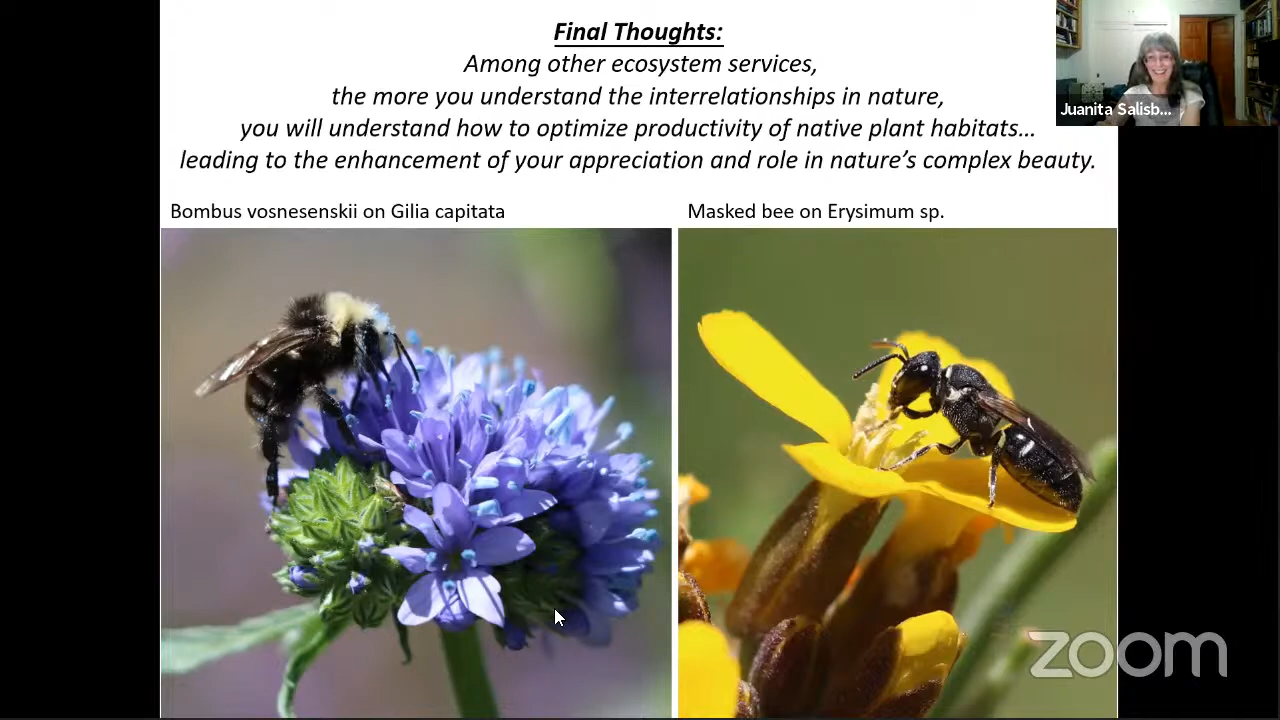 Final Thoughts:
Among other ecosystem services,
the more you understand the interrelationships in nature,
you will understand how to optimize productivity of native plant habitats...
leading to the enhancement of your appreciation and role in nature's complex beauty.
Juanita Salisb...
Bombus vosnesenskii on Gilia capitata
Masked bee on Erysimum sp.
zoom